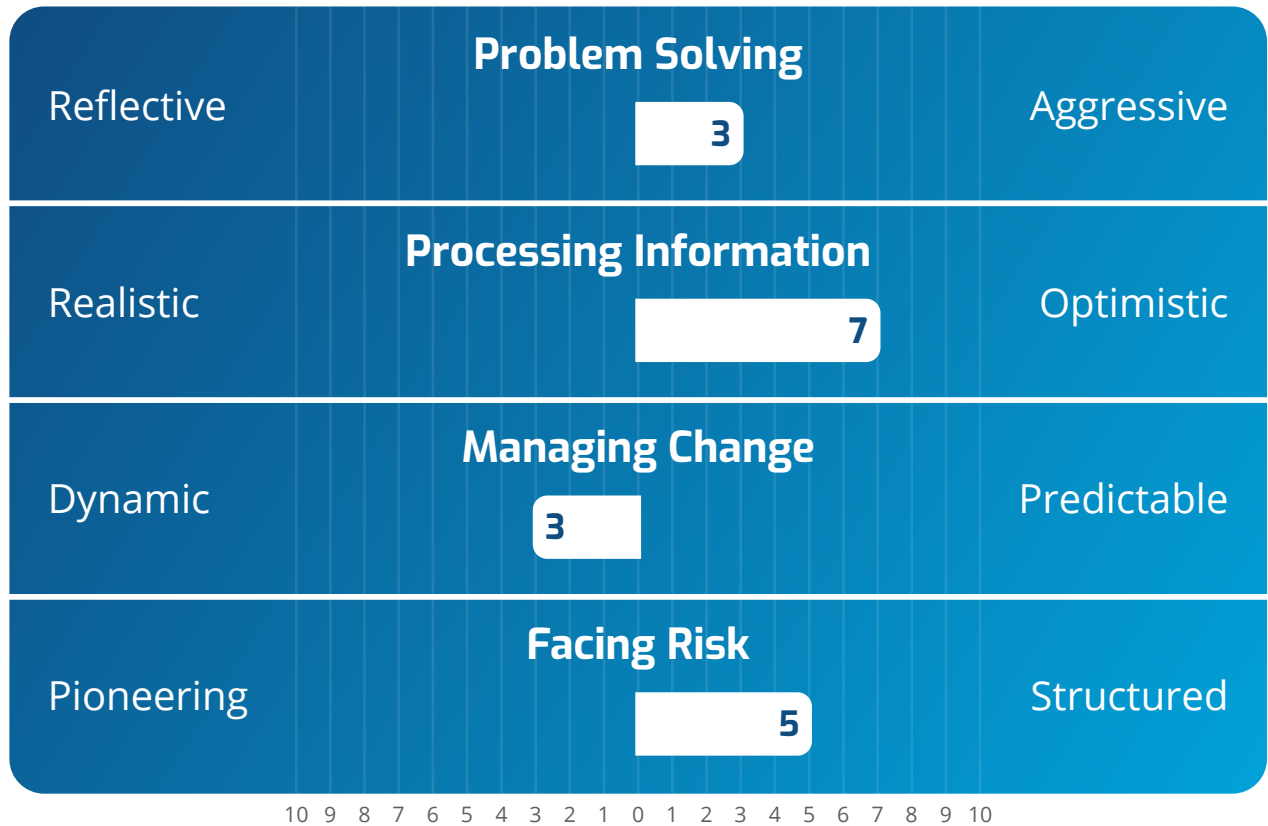 Problem Solving
Reflective
Aggressive
3
Processing Information
Realistic
Optimistic
7
Managing Change
Dynamic
Predictable
3
Facing Risk
Pioneering
Structured
5
10 9 8 7 6 5 4 3 2 1 0 1 2 3 4 5 6 7 8 9 10